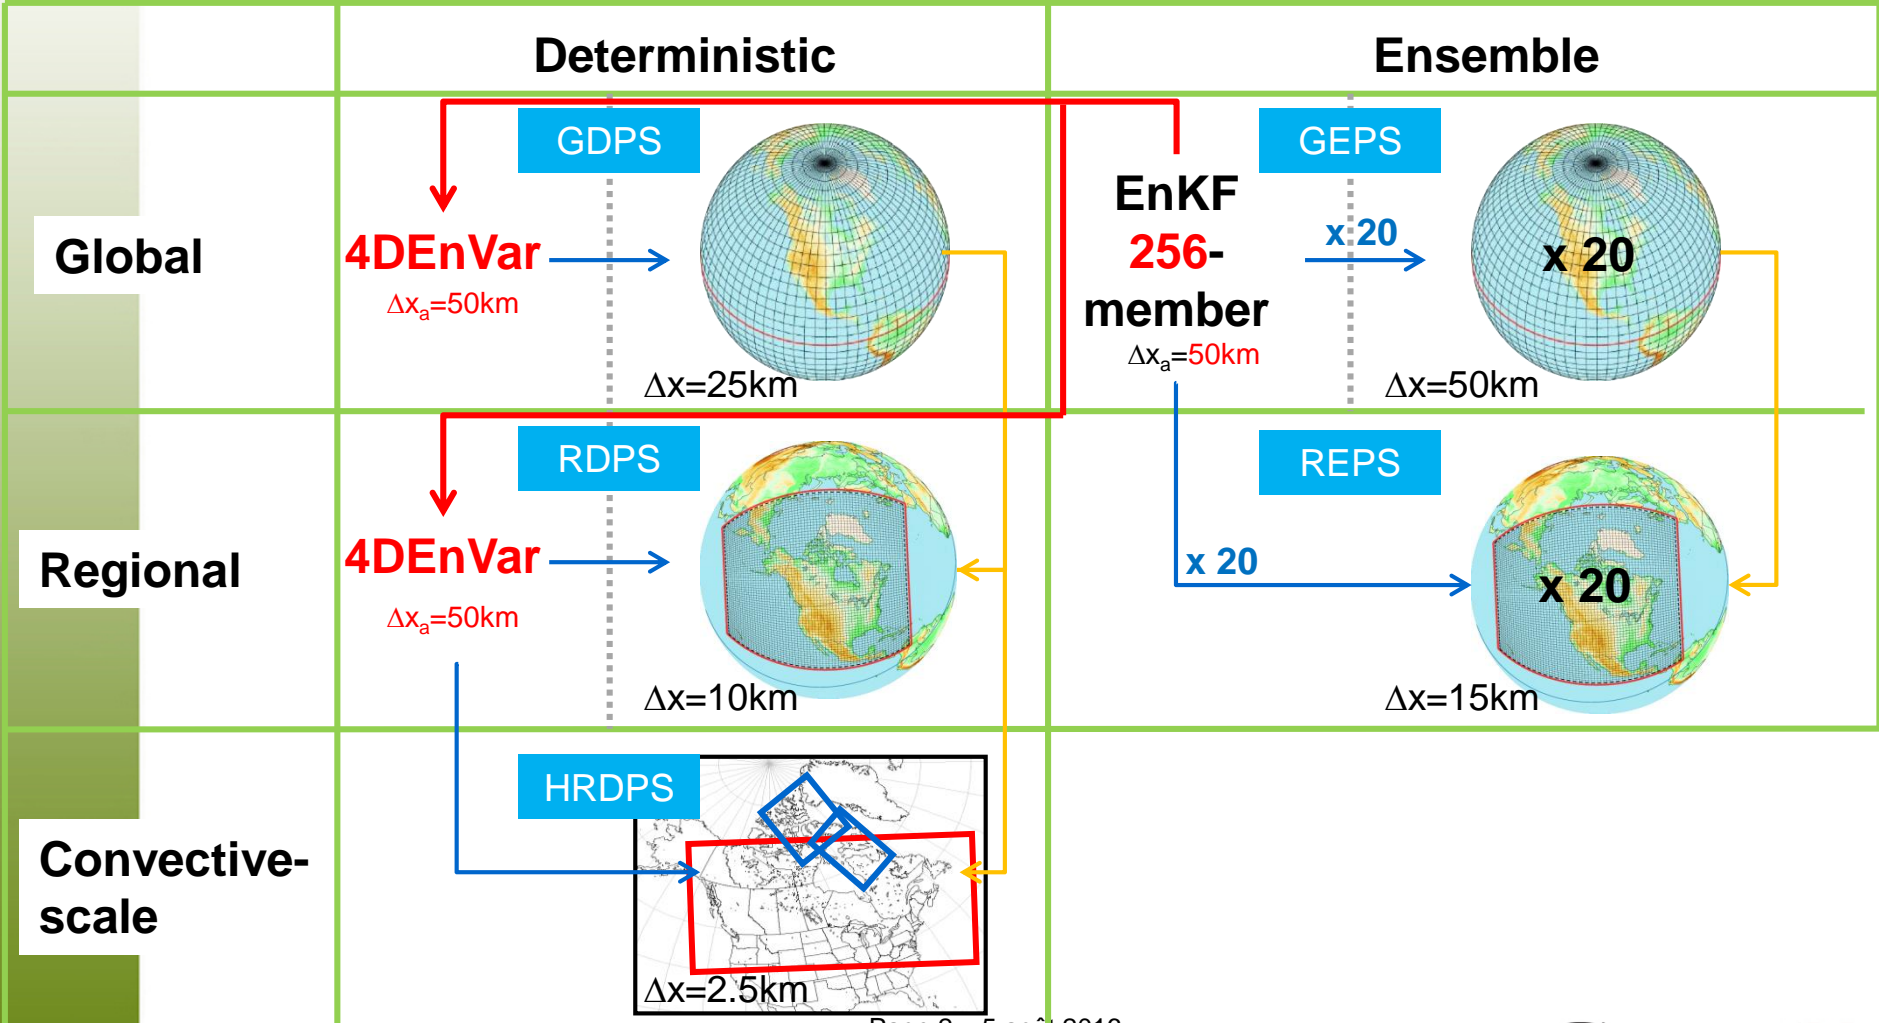 Deterministic
Ensemble
Global
GDPS
4DEnVar
Δxa=50km
Δx=25km
EnKF
256-
member
Δxa=50km
GEPS
x 20
x 20
Δx=50km
Regional
RDPS
4DEnVar
Δxa=50km
Δx=10km
REPS
x 20
x 20
Δx=15km
Convective-
scale
HRDPS
Δx=2.5km